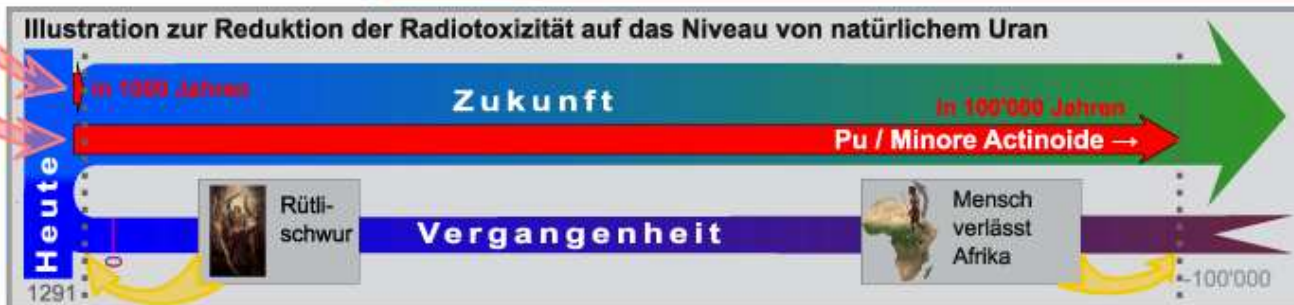 Illustration zur Reduktion der Radiotoxizität auf das Niveau von natürlichem Uran
In 1000 Jahren
Zukunft
In 100'000 Jahren
Pu / Minore Actinoide →
Heute
Rütli-
schwur
Vergangenheit
Mensch
verlässt
Afrika
0
1291
-100'000